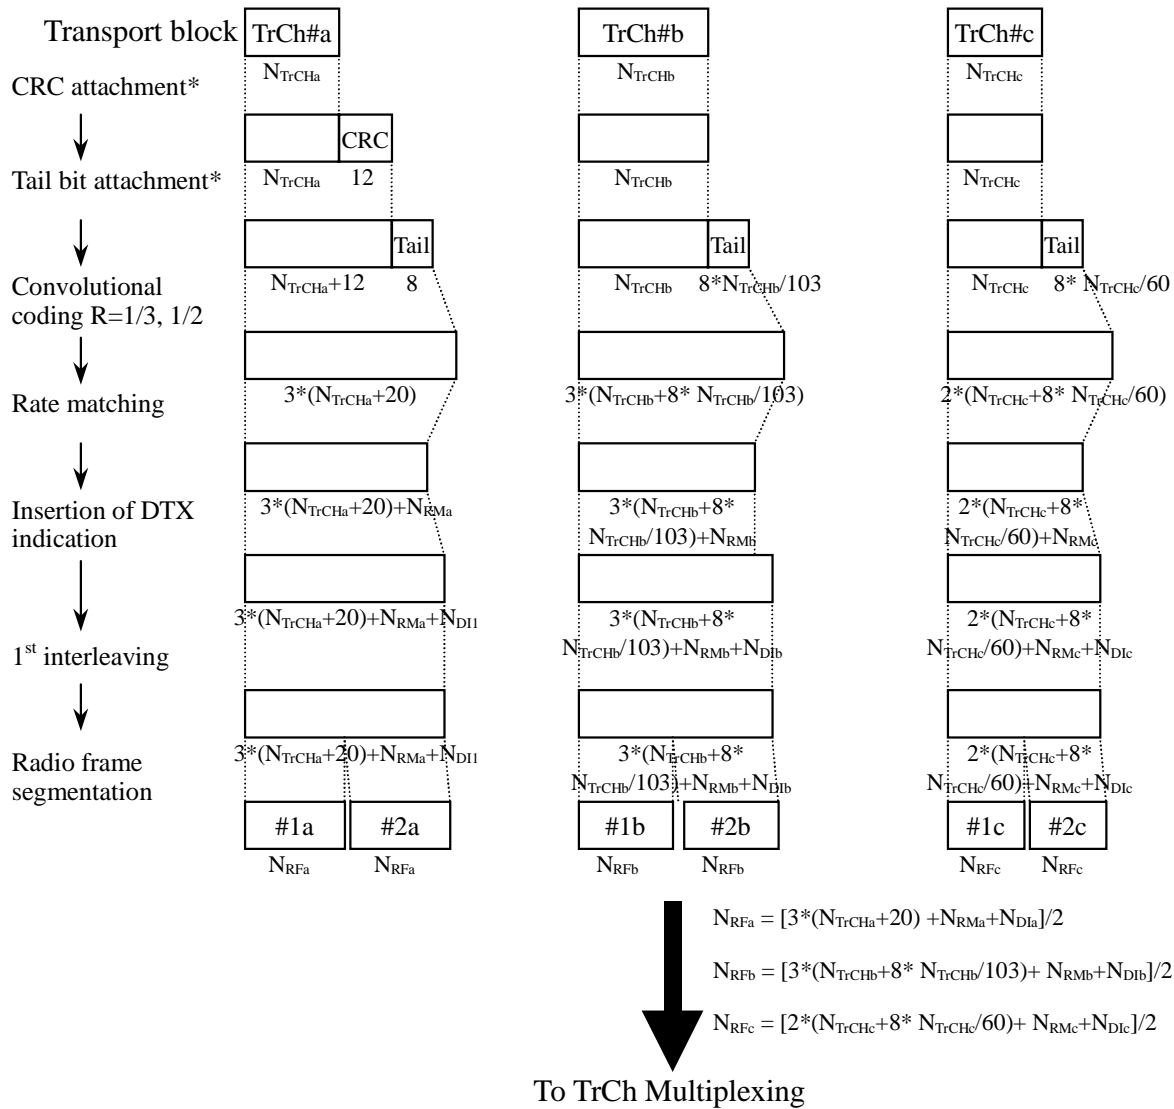 Transport block TrCh#a TrCh#b TrCh#c
N_TrCHa N_TrCHb N_TrCHc
CRC attachment*
CRC
N_TrCHa 12 N_TrCHb N_TrCHc
Tail bit attachment*
Tail Tail Tail
N_TrCHa+12 8 N_TrCHb 8*N_TrCHb/103 N_TrCHc 8* N_TrCHc/60
Convolutional
coding R=1/3, 1/2
3*(N_TrCHa+20) 3*(N_TrCHb+8* N_TrCHb/103) 2*(N_TrCHc+8* N_TrCHc/60)
Rate matching
3*(N_TrCHa+20)+N_RMa 3*(N_TrCHb+8* 2*(N_TrCHc+8*
N_TrCHb/103)+N_RMb N_TrCHc/60)+N_RMc
Insertion of DTX
indication
3*(N_TrCHa+20)+N_RMa+N_DI1 3*(N_TrCHb+8* 2*(N_TrCHc+8*
N_TrCHb/103)+N_RMb+N_DIb N_TrCHc/60)+N_RMc+N_DIc
1st interleaving
3*(N_TrCHa+20)+N_RMa+N_DI1 3*(N_TrCHb+8* 2*(N_TrCHc+8*
N_TrCHb/103)+N_RMb+N_DIb N_TrCHc/60)+N_RMc+N_DIc
Radio frame
segmentation
#1a #2a #1b #2b #1c #2c
N_RFa N_RFa N_RFb N_RFb N_RFc N_RFc
N_RFa = [3*(N_TrCHa+20) +N_RMa+N_DIa]/2
N_RFb = [3*(N_TrCHb+8* N_TrCHb/103)+ N_RMb+N_DIb]/2
N_RFc = [2*(N_TrCHc+8* N_TrCHc/60)+ N_RMc+N_DIc]/2
To TrCh Multiplexing